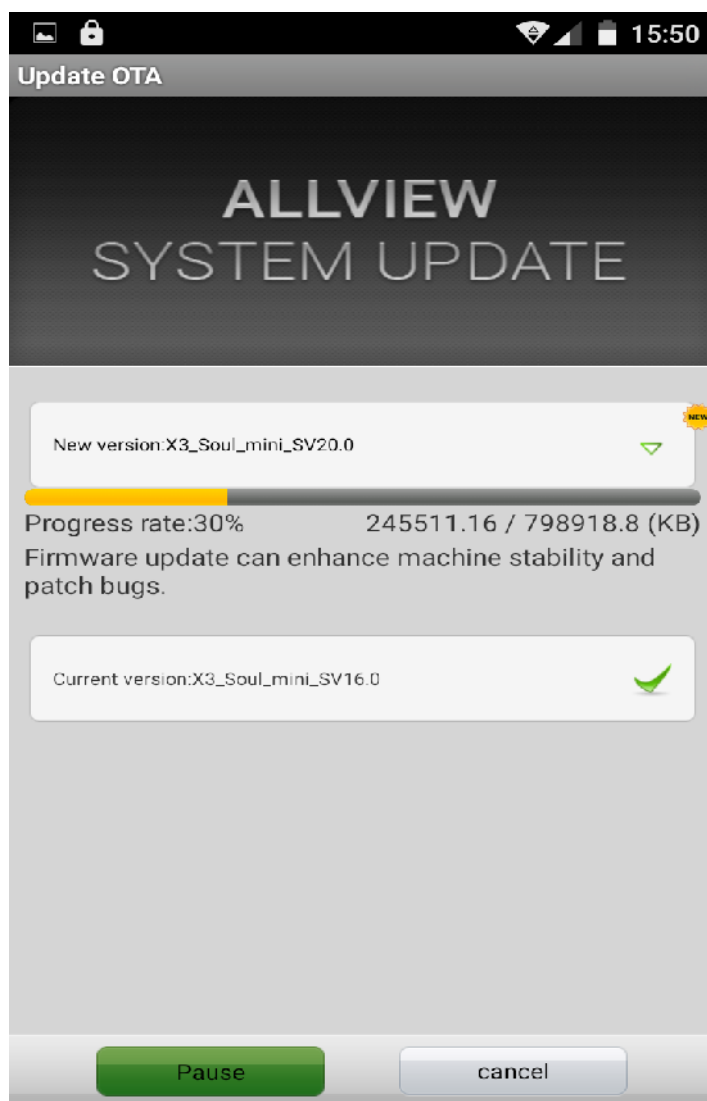 15:50
Update OTA
ALLVIEW
SYSTEM UPDATE
NEW
New version:X3_Soul_mini_SV20.0
Progress rate:30% 245511.16 / 798918.8 (KB)
Firmware update can enhance machine stability and
patch bugs.
Current version:X3_Soul_mini_SV16.0
Pause cancel